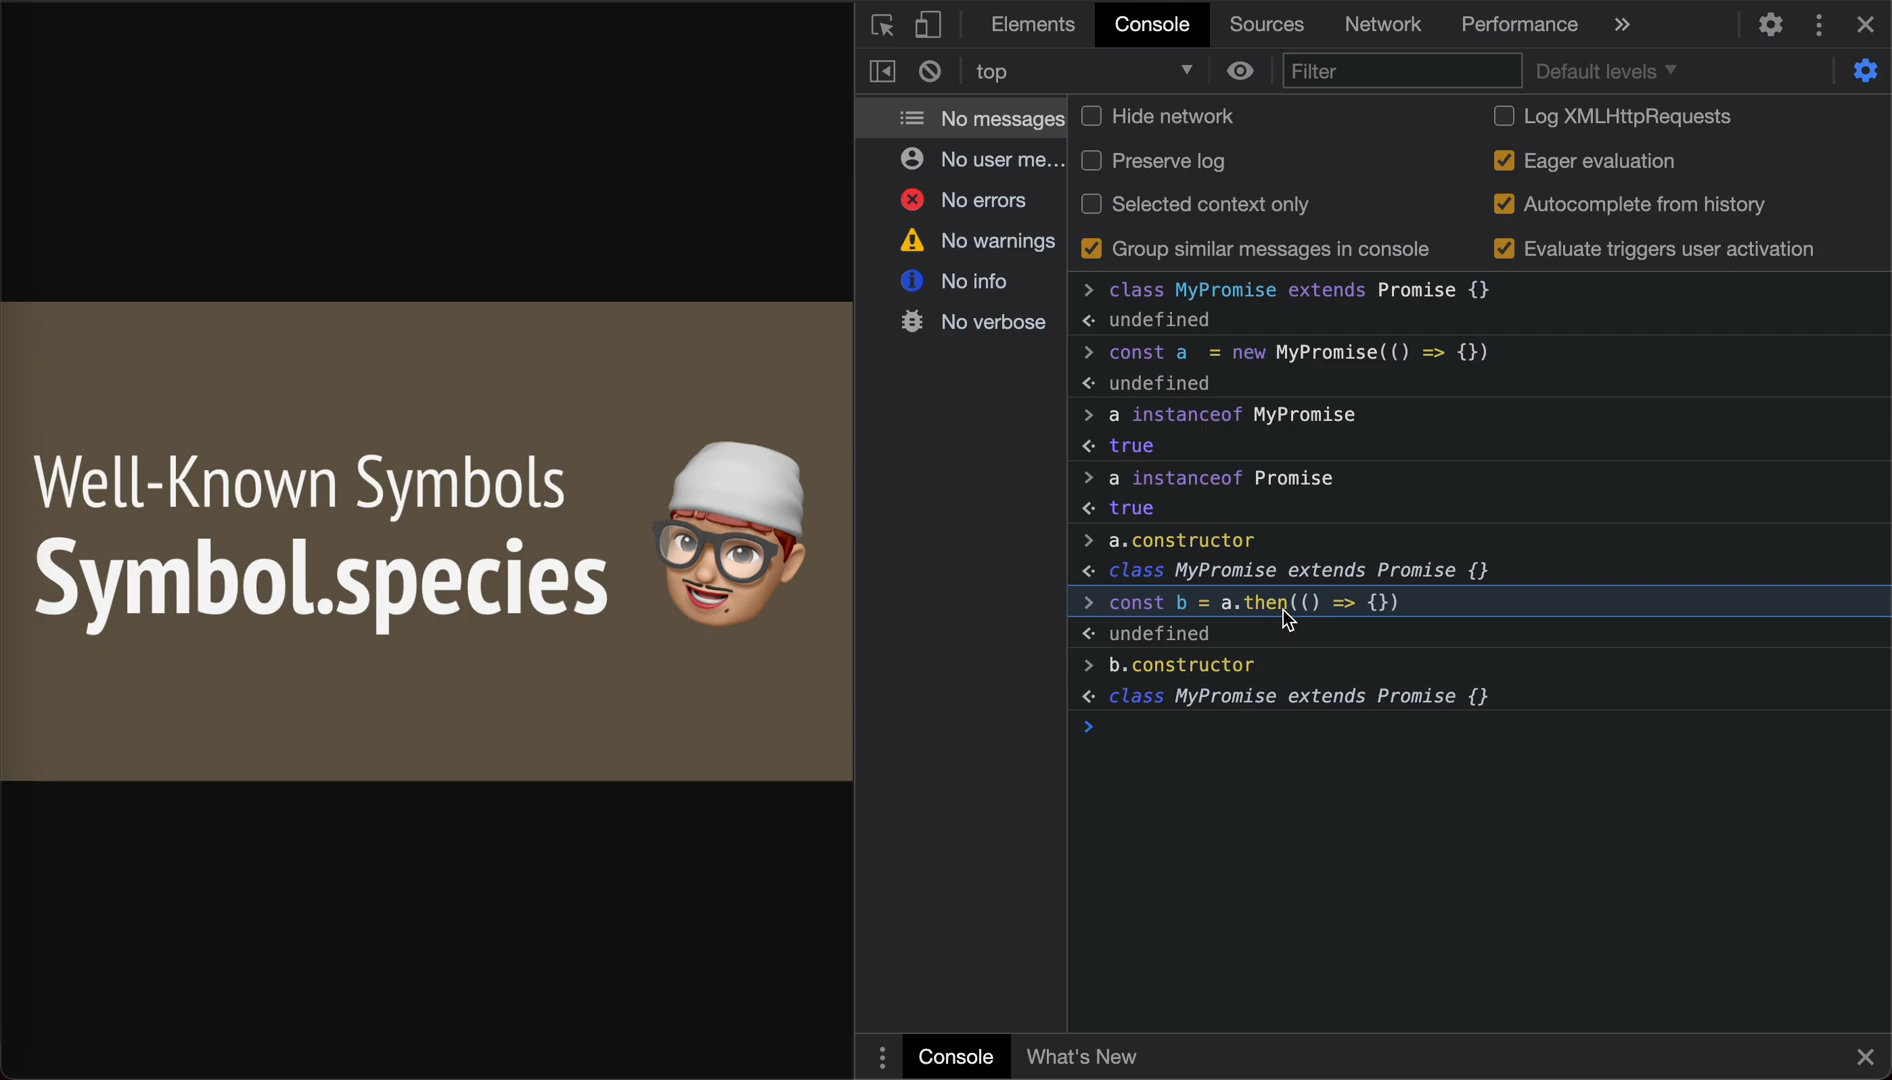 Well-Known Symbols
Symbol.species
Elements Console Sources Network Performance »
top ▼ Filter Default levels ▼
No messages
No user me…
No errors
No warnings
No info
No verbose
Hide network Log XMLHttpRequests
Preserve log Eager evaluation
Selected context only Autocomplete from history
Group similar messages in console Evaluate triggers user activation
> class MyPromise extends Promise {}
undefined
> const a  = new MyPromise(() => {})
undefined
> a instanceof MyPromise
true
> a instanceof Promise
true
> a.constructor
class MyPromise extends Promise {}
> const b = a.then(() => {})
undefined
> b.constructor
class MyPromise extends Promise {}
>
Console What's New